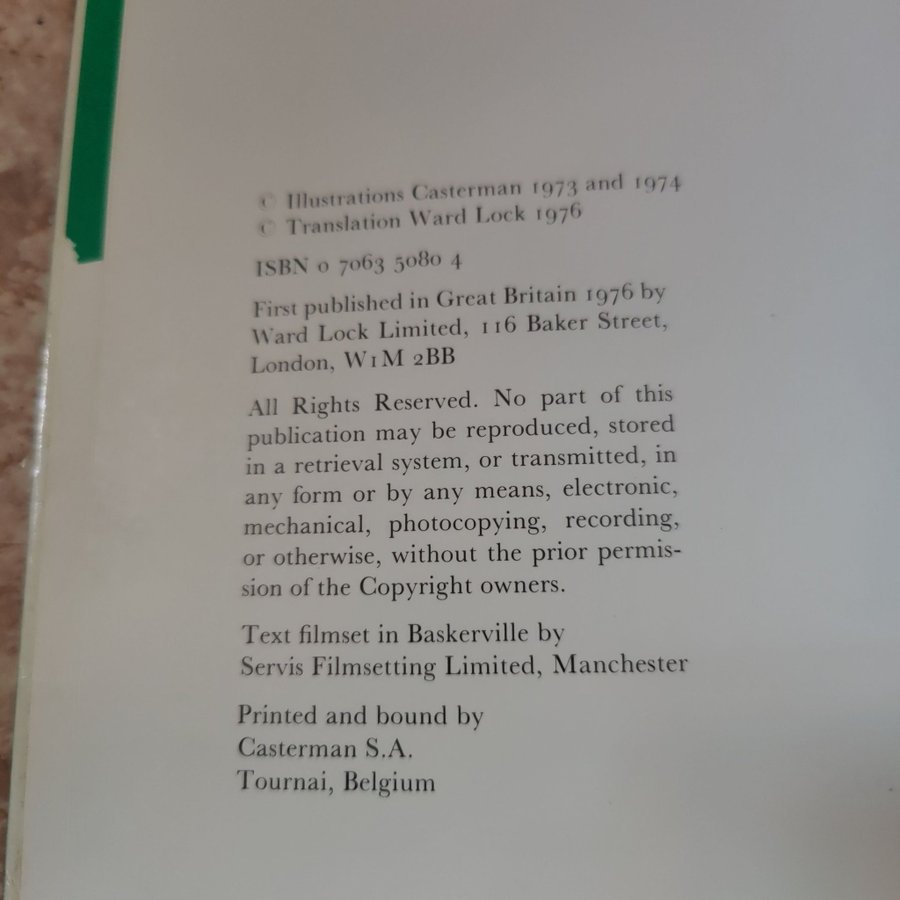 © Illustrations Casterman 1973 and 1974
© Translation Ward Lock 1976
ISBN 0 7063 5080 4
First published in Great Britain 1976 by
Ward Lock Limited, 116 Baker Street,
London, W1M 2BB
All Rights Reserved. No part of this
publication may be reproduced, stored
in a retrieval system, or transmitted, in
any form or by any means, electronic,
mechanical, photocopying, recording,
or otherwise, without the prior permis-
sion of the Copyright owners.
Text filmset in Baskerville by
Servis Filmsetting Limited, Manchester
Printed and bound by
Casterman S.A.
Tournai, Belgium